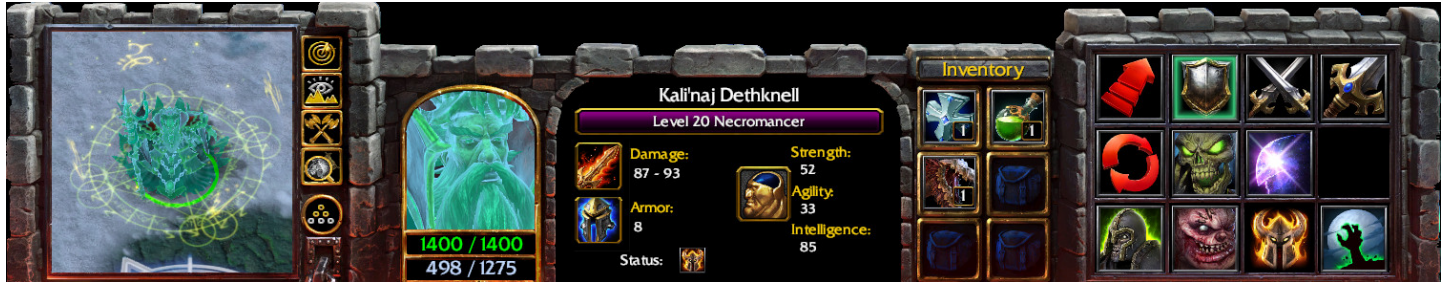 Kali'naj Dethknell
Level 20 Necromancer
Damage:
87 - 93
Armor:
8
Status:
Strength:
52
Agility:
33
Intelligence:
85
1400 / 1400
498 / 1275
Inventory
1
1
1